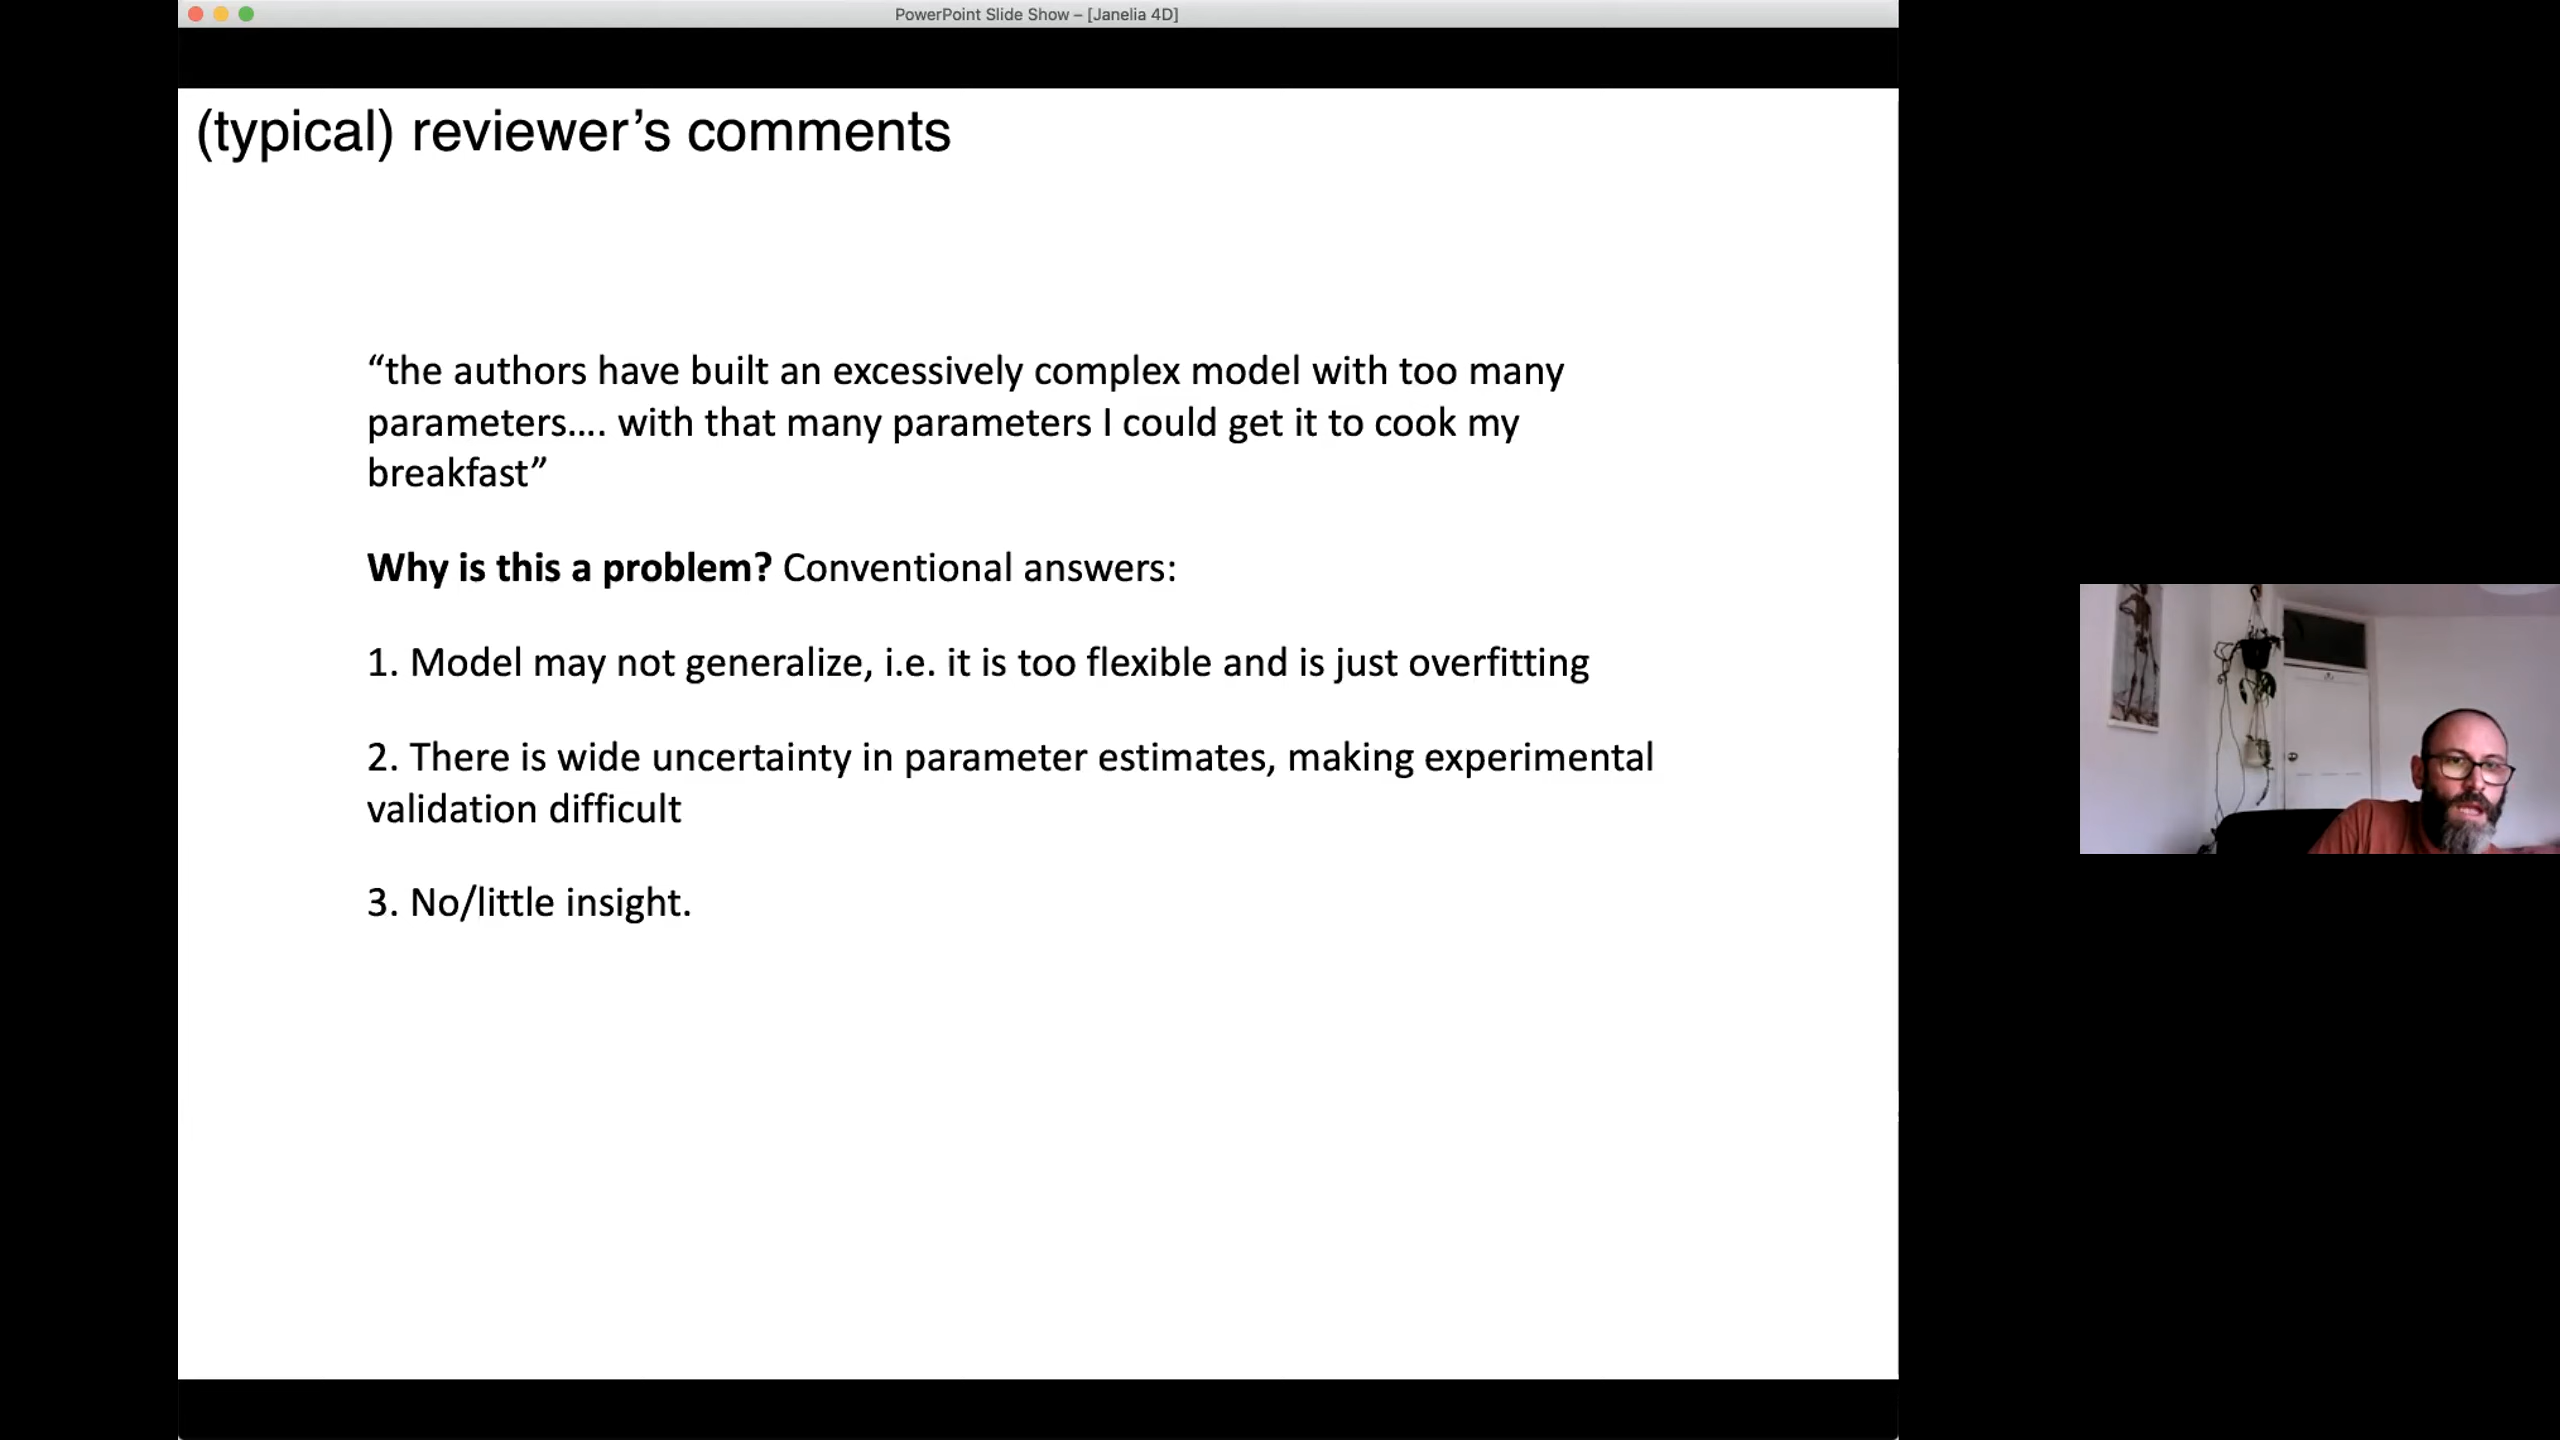 PowerPoint Slide Show – [Janelia 4D]
(typical) reviewer’s comments
“the authors have built an excessively complex model with too many
parameters.... with that many parameters I could get it to cook my
breakfast”
Why is this a problem? Conventional answers:
1. Model may not generalize, i.e. it is too flexible and is just overfitting
2. There is wide uncertainty in parameter estimates, making experimental
validation difficult
3. No/little insight.